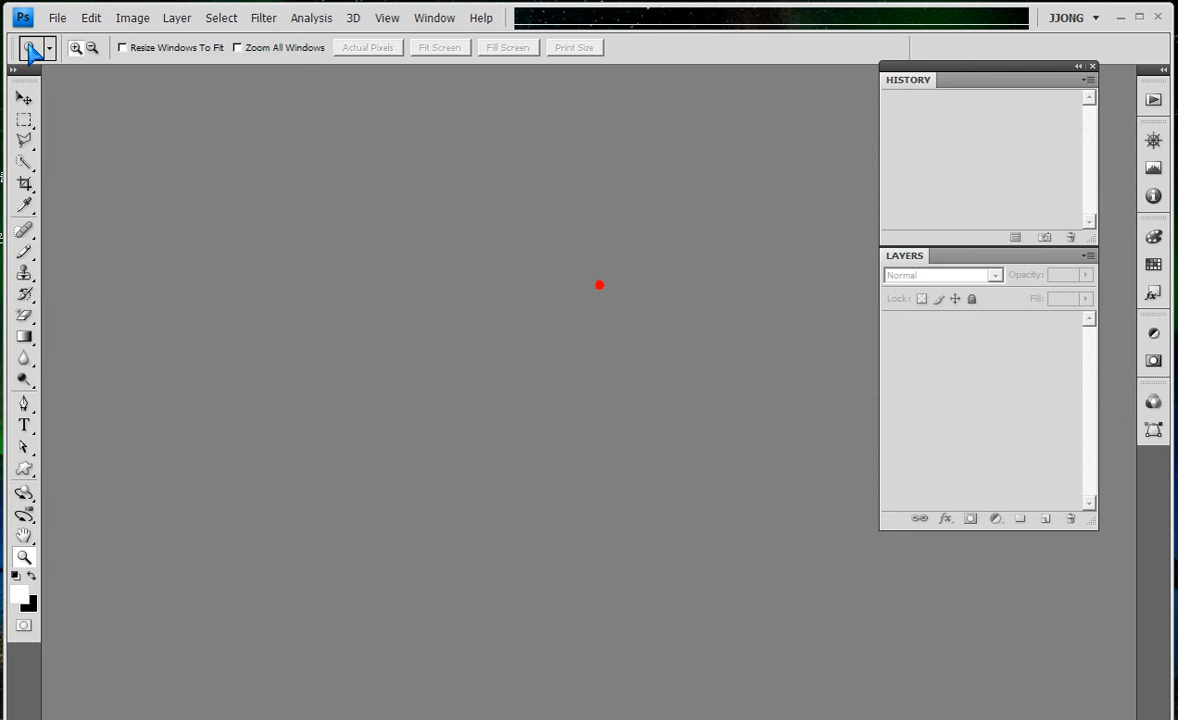 Ps File Edit Image Layer Select Filter Analysis 3D View Window Help JJONG
Resize Windows To Fit Zoom All Windows Actual Pixels Fit Screen Fill Screen Print Size
HISTORY
LAYERS
Normal Opacity:
Lock: Fill:
T